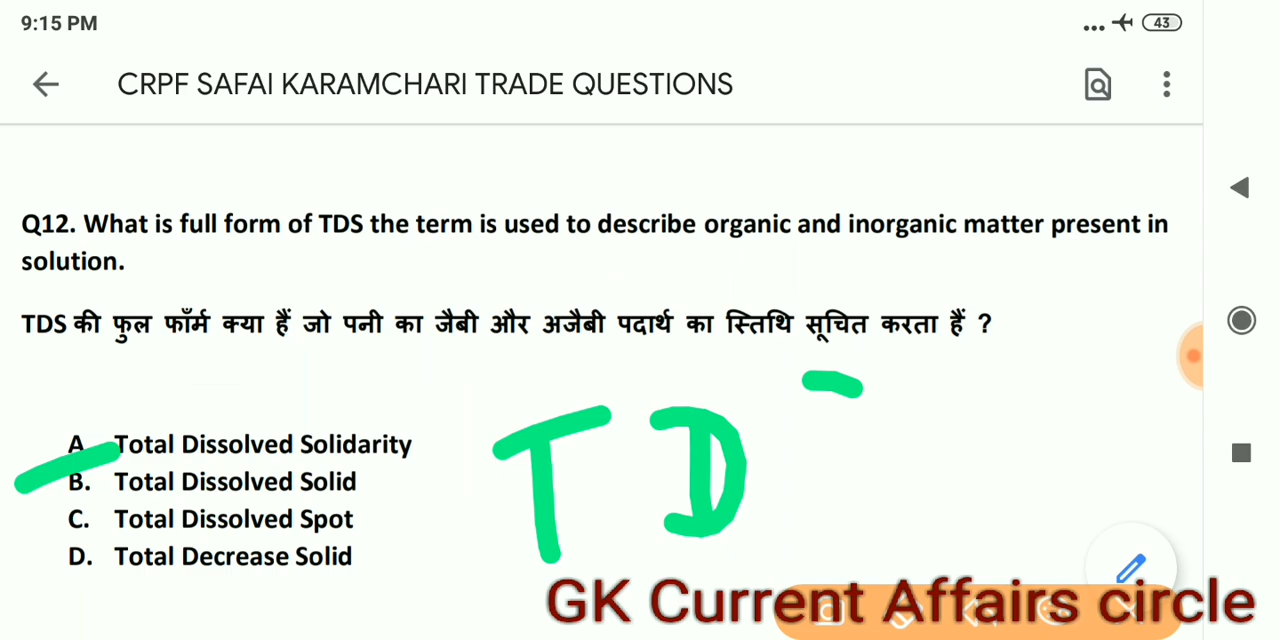 9:15 PM
43
CRPF SAFAI KARAMCHARI TRADE QUESTIONS
Q12. What is full form of TDS the term is used to describe organic and inorganic matter present in
solution.
TDS की फुल फॉर्म क्या हैं जो पनी का जैबी और अजैबी पदार्थ का स्तिथि सूचित करता हैं ?
A. Total Dissolved Solidarity
B. Total Dissolved Solid
C. Total Dissolved Spot
D. Total Decrease Solid
T D
GK Current Affairs circle